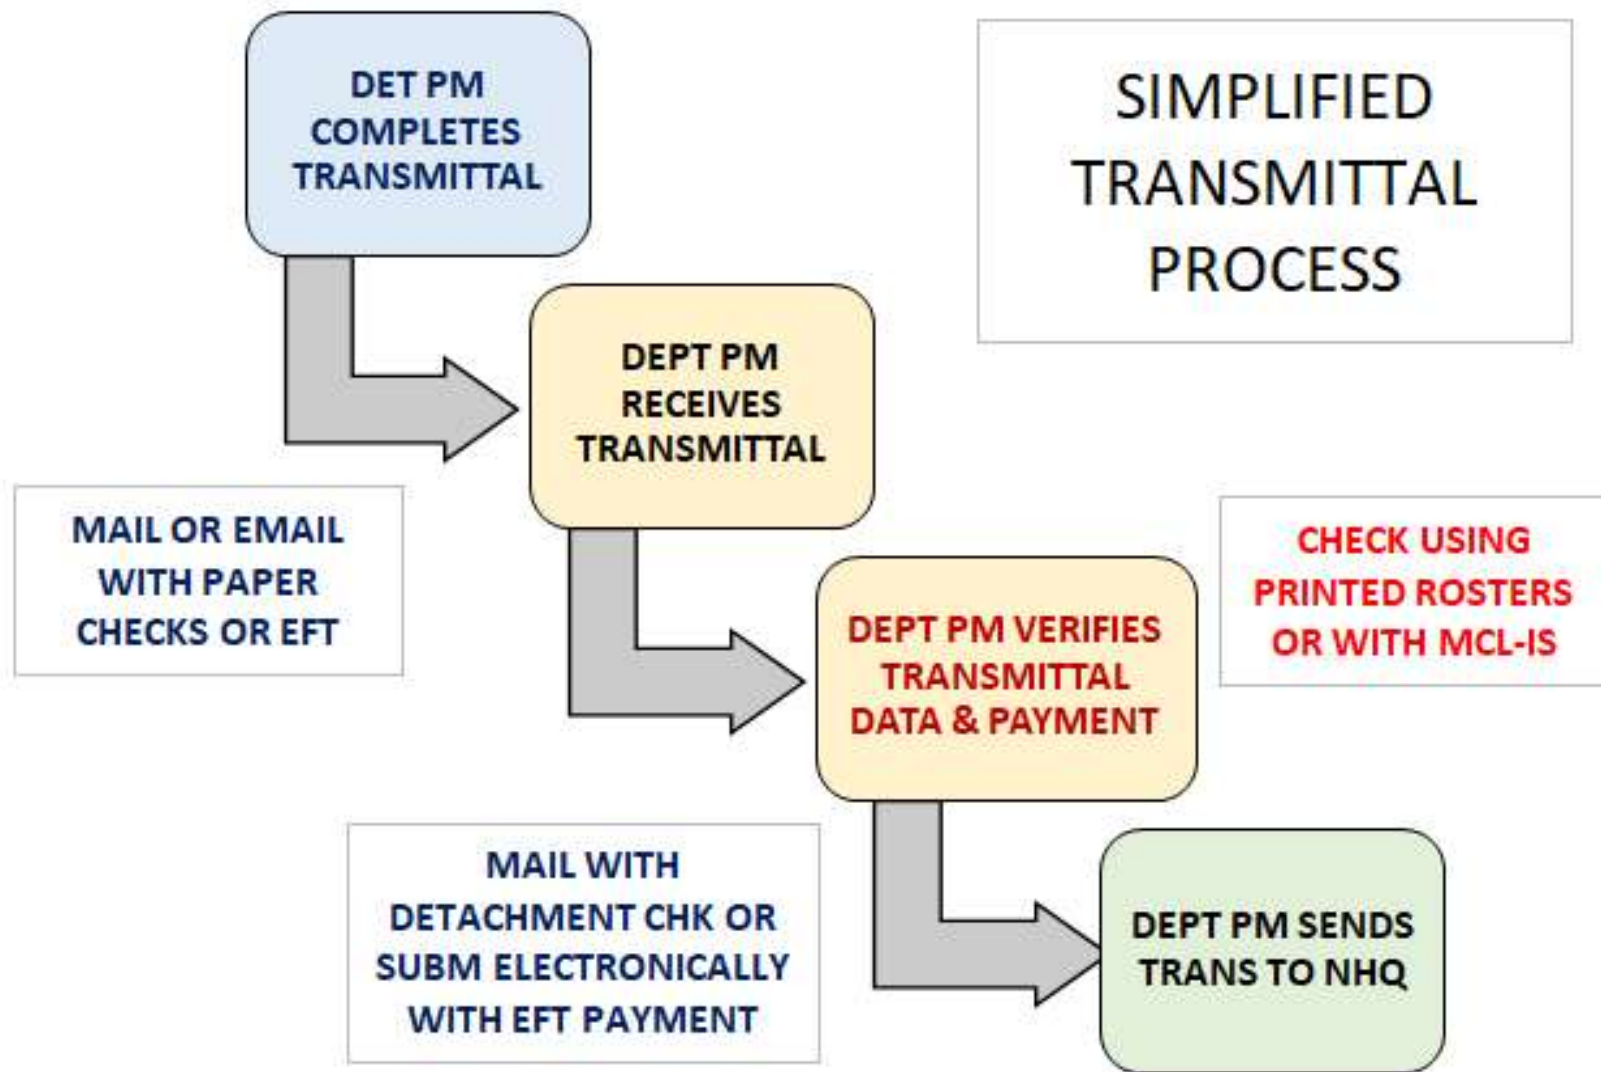 DET PM
COMPLETES
TRANSMITTAL
SIMPLIFIED
TRANSMITTAL
PROCESS
DEPT PM
RECEIVES
TRANSMITTAL
MAIL OR EMAIL
WITH PAPER
CHECKS OR EFT
DEPT PM VERIFIES
TRANSMITTAL
DATA & PAYMENT
CHECK USING
PRINTED ROSTERS
OR WITH MCL-IS
MAIL WITH
DETACHMENT CHK OR
SUBM ELECTRONICALLY
WITH EFT PAYMENT
DEPT PM SENDS
TRANS TO NHQ